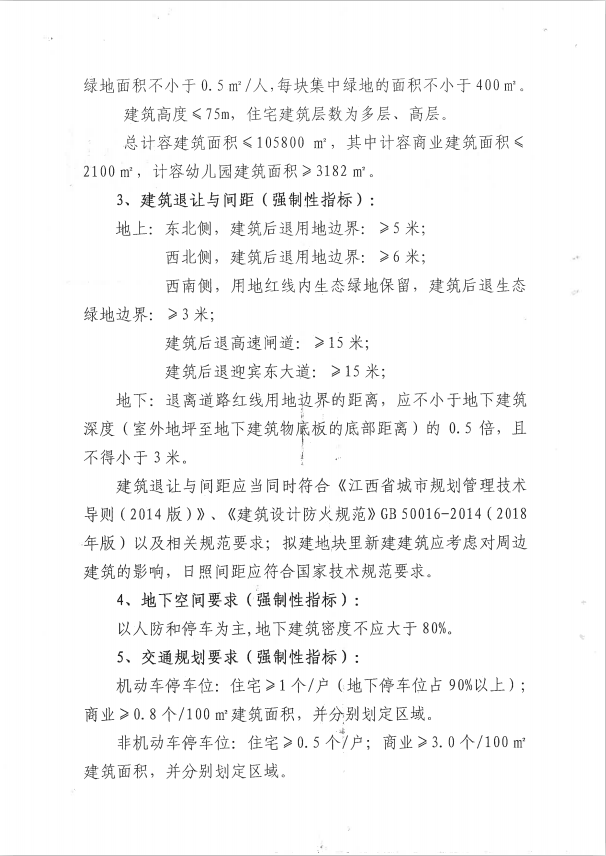 绿地面积不小于0.5㎡/人,每块集中绿地的面积不小于400㎡。
建筑高度≤75m，住宅建筑层数为多层、高层。
总计容建筑面积≤105800 ㎡，其中计容商业建筑面积≤
2100㎡，计容幼儿园建筑面积≥3182㎡。
3、建筑退让与间距（强制性指标）：
地上：东北侧，建筑后退用地边界：≥5米；
西北侧，建筑后退用地边界：≥6米；
西南侧，用地红线内生态绿地保留，建筑后退生态
绿地边界：≥3米；
建筑后退高速闸道：≥15米；
建筑后退迎宾东大道：≥15米；
地下：退离道路红线用地边界的距离，应不小于地下建筑
深度（室外地坪至地下建筑物底板的底部距离）的0.5倍，且
不得小于3米。
建筑退让与间距应当同时符合《江西省城市规划管理技术
导则（2014版）》、《建筑设计防火规范》GB 50016-2014（2018
年版）以及相关规范要求；拟建地块里新建建筑应考虑对周边
建筑的影响，日照间距应符合国家技术规范要求。
4、地下空间要求（强制性指标）：
以人防和停车为主,地下建筑密度不应大于80%。
5、交通规划要求（强制性指标）：
机动车停车位：住宅≥1个/户（地下停车位占90%以上）；
商业≥0.8个/100㎡建筑面积，并分别划定区域。
非机动车停车位：住宅≥0.5个/户；商业≥3.0个/100㎡
建筑面积，并分别划定区域。